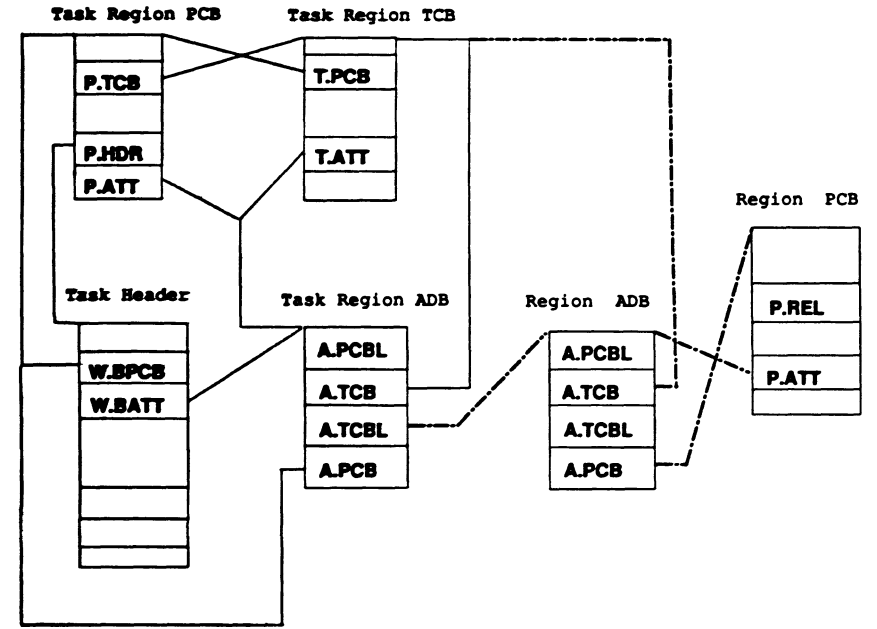 Task Region PCB
P.TCB
P.HDR
P.ATT
Task Region TCB
T.PCB
T.ATT
Region PCB
P.REL
P.ATT
Task Header
W.BPCB
W.BATT
Task Region ADB
A.PCBL
A.TCB
A.TCBL
A.PCB
Region ADB
A.PCBL
A.TCB
A.TCBL
A.PCB